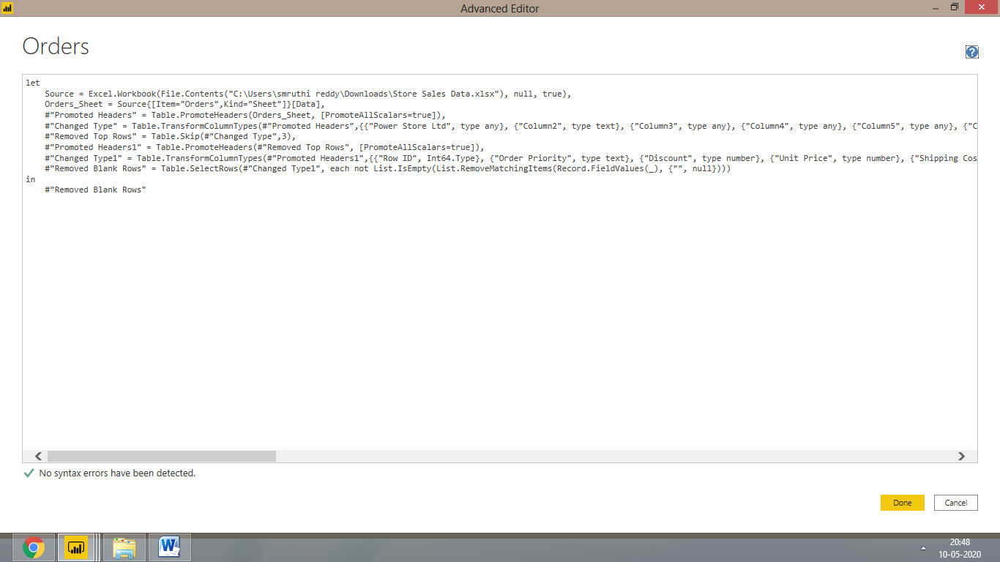 Advanced Editor
Orders
let
    Source = Excel.Workbook(File.Contents("C:\Users\smruthi reddy\Downloads\Store Sales Data.xlsx"), null, true),
    Orders_Sheet = Source{[Item="Orders",Kind="Sheet"]}[Data],
    #"Promoted Headers" = Table.PromoteHeaders(Orders_Sheet, [PromoteAllScalars=true]),
    #"Changed Type" = Table.TransformColumnTypes(#"Promoted Headers",{{"Power Store Ltd", type any}, {"Column2", type text}, {"Column3", type any}, {"Column4", type any}, {"Column5", type any}, {"C
    #"Removed Top Rows" = Table.Skip(#"Changed Type",3),
    #"Promoted Headers1" = Table.PromoteHeaders(#"Removed Top Rows", [PromoteAllScalars=true]),
    #"Changed Type1" = Table.TransformColumnTypes(#"Promoted Headers1",{{"Row ID", Int64.Type}, {"Order Priority", type text}, {"Discount", type number}, {"Unit Price", type number}, {"Shipping Cos
    #"Removed Blank Rows" = Table.SelectRows(#"Changed Type1", each not List.IsEmpty(List.RemoveMatchingItems(Record.FieldValues(_), {"", null})))
in
    #"Removed Blank Rows"
No syntax errors have been detected.
Done
Cancel
20:48
10-05-2020